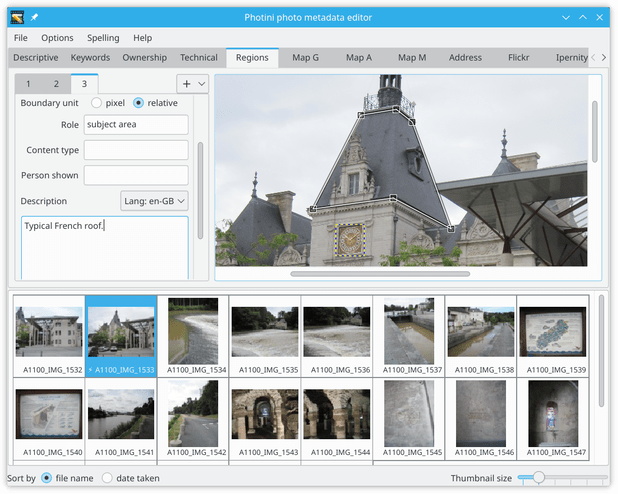 Photini photo metadata editor
File Options Spelling Help
Descriptive Keywords Ownership Technical Regions Map G Map A Map M Address Flickr Ipernity
1 2 3
Boundary unit pixel relative
Role subject area
Content type
Person shown
Description Lang: en-GB
Typical French roof.
A1100_IMG_1532 A1100_IMG_1533 A1100_IMG_1534 A1100_IMG_1535 A1100_IMG_1536 A1100_IMG_1537 A1100_IMG_1538 A1100_IMG_1539
A1100_IMG_1540 A1100_IMG_1541 A1100_IMG_1542 A1100_IMG_1543 A1100_IMG_1544 A1100_IMG_1545 A1100_IMG_1546 A1100_IMG_1547
Sort by file name date taken Thumbnail size